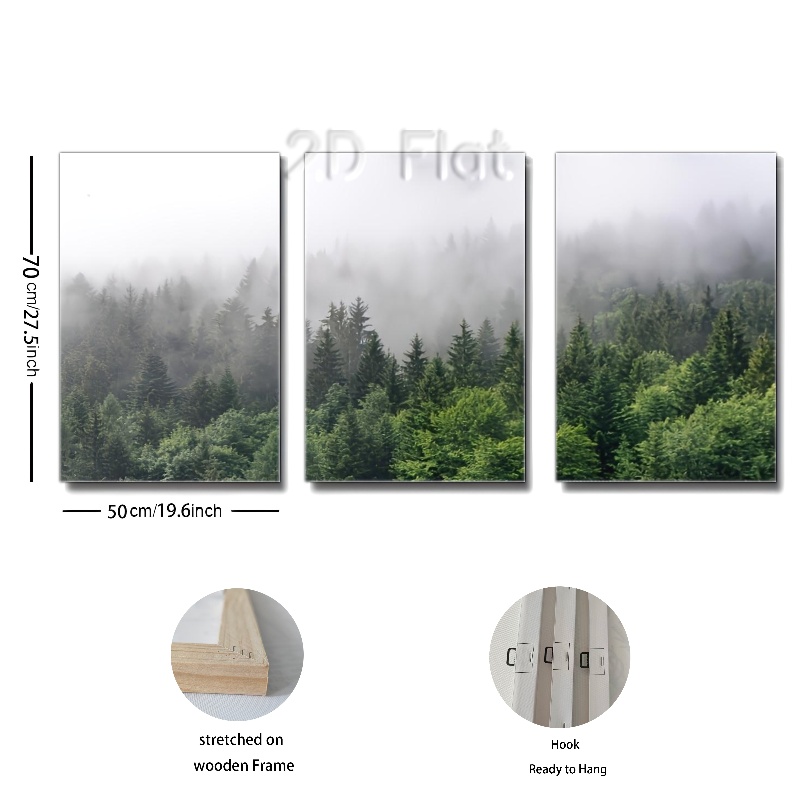 2D Flat
70 cm/27.5inch
50cm/19.6inch
stretched on
wooden Frame
Hook
Ready to Hang